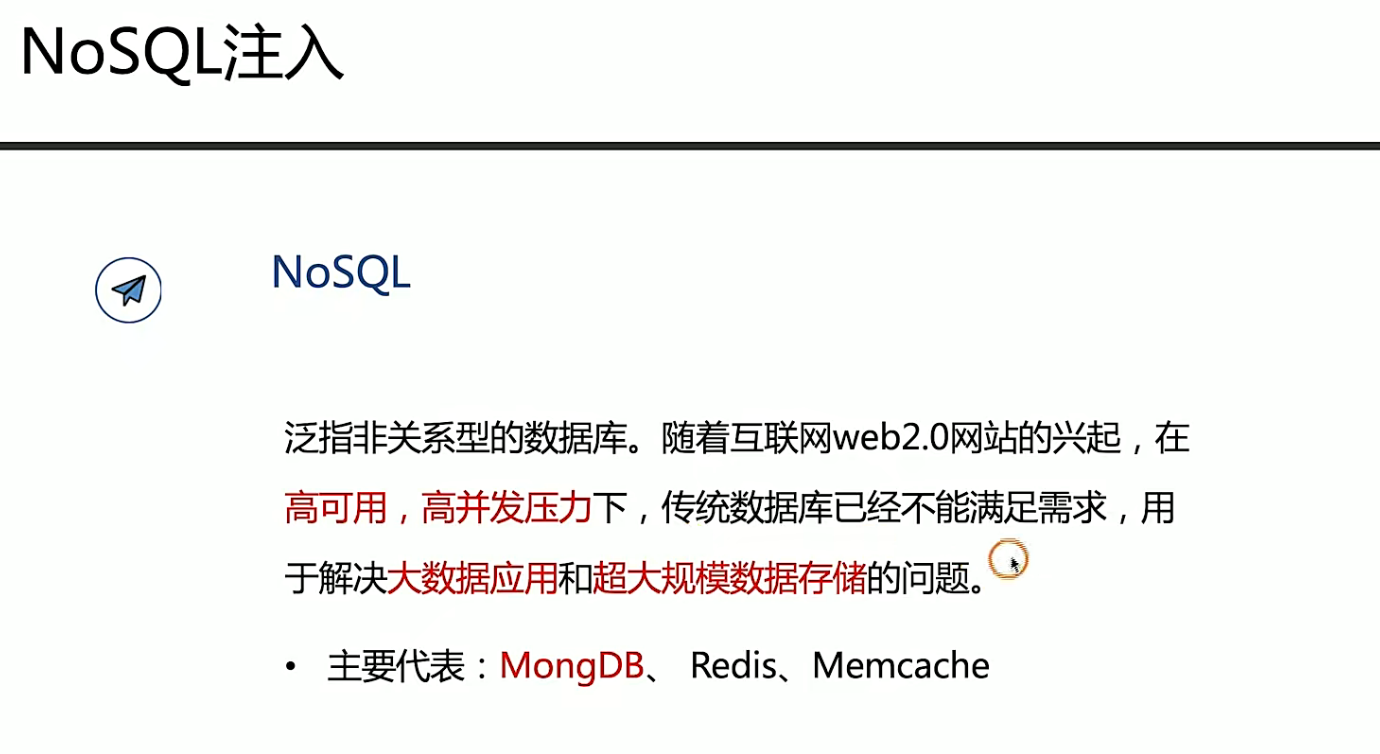 NoSQL注入
NoSQL
泛指非关系型的数据库。随着互联网web2.0网站的兴起，在
高可用，高并发压力下，传统数据库已经不能满足需求，用
于解决大数据应用和超大规模数据存储的问题。
• 主要代表：MongDB、 Redis、Memcache